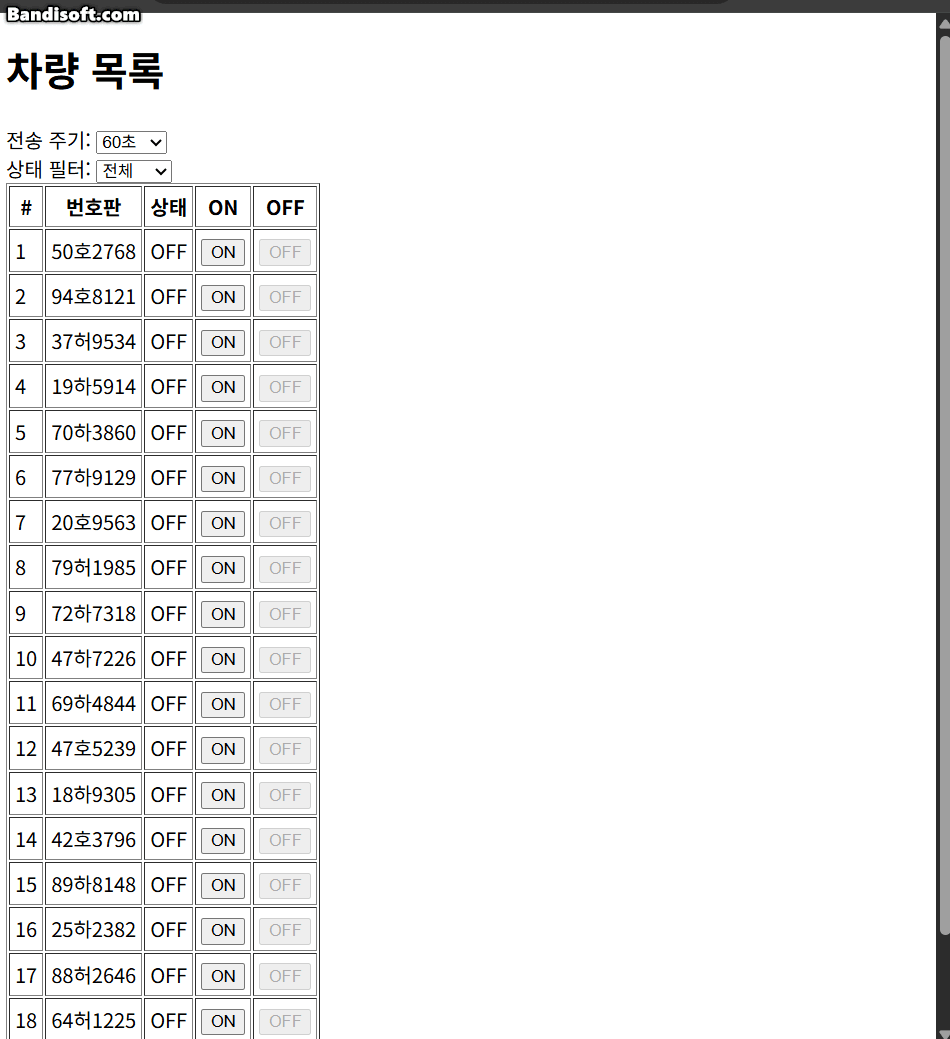 Bandisoft.com
차량 목록
전송 주기: 60초
상태 필터: 전체
# 번호판 상태 ON OFF
1 50호2768 OFF ON OFF
2 94호8121 OFF ON OFF
3 37허9534 OFF ON OFF
4 19하5914 OFF ON OFF
5 70하3860 OFF ON OFF
6 77하9129 OFF ON OFF
7 20호9563 OFF ON OFF
8 79허1985 OFF ON OFF
9 72하7318 OFF ON OFF
10 47하7226 OFF ON OFF
11 69하4844 OFF ON OFF
12 47호5239 OFF ON OFF
13 18하9305 OFF ON OFF
14 42호3796 OFF ON OFF
15 89하8148 OFF ON OFF
16 25하2382 OFF ON OFF
17 88허2646 OFF ON OFF
18 64허1225 OFF ON OFF